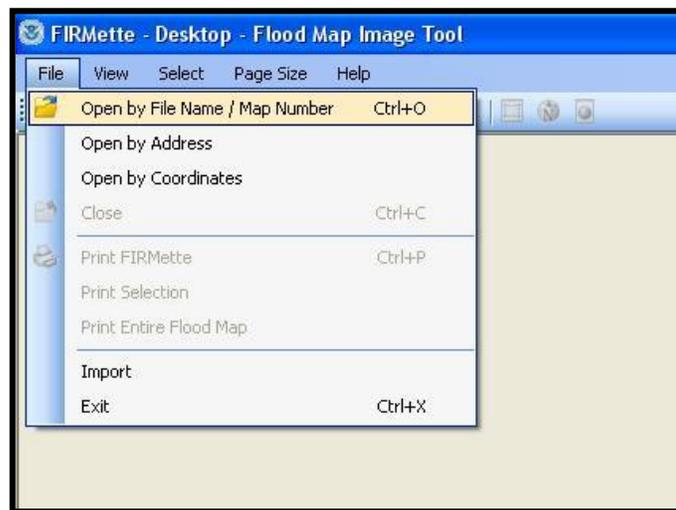 FIRMette - Desktop - Flood Map Image Tool
File View Select Page Size Help
Open by File Name / Map Number Ctrl+O
Open by Address
Open by Coordinates
Close Ctrl+C
Print FIRMette Ctrl+P
Print Selection
Print Entire Flood Map
Import
Exit Ctrl+X